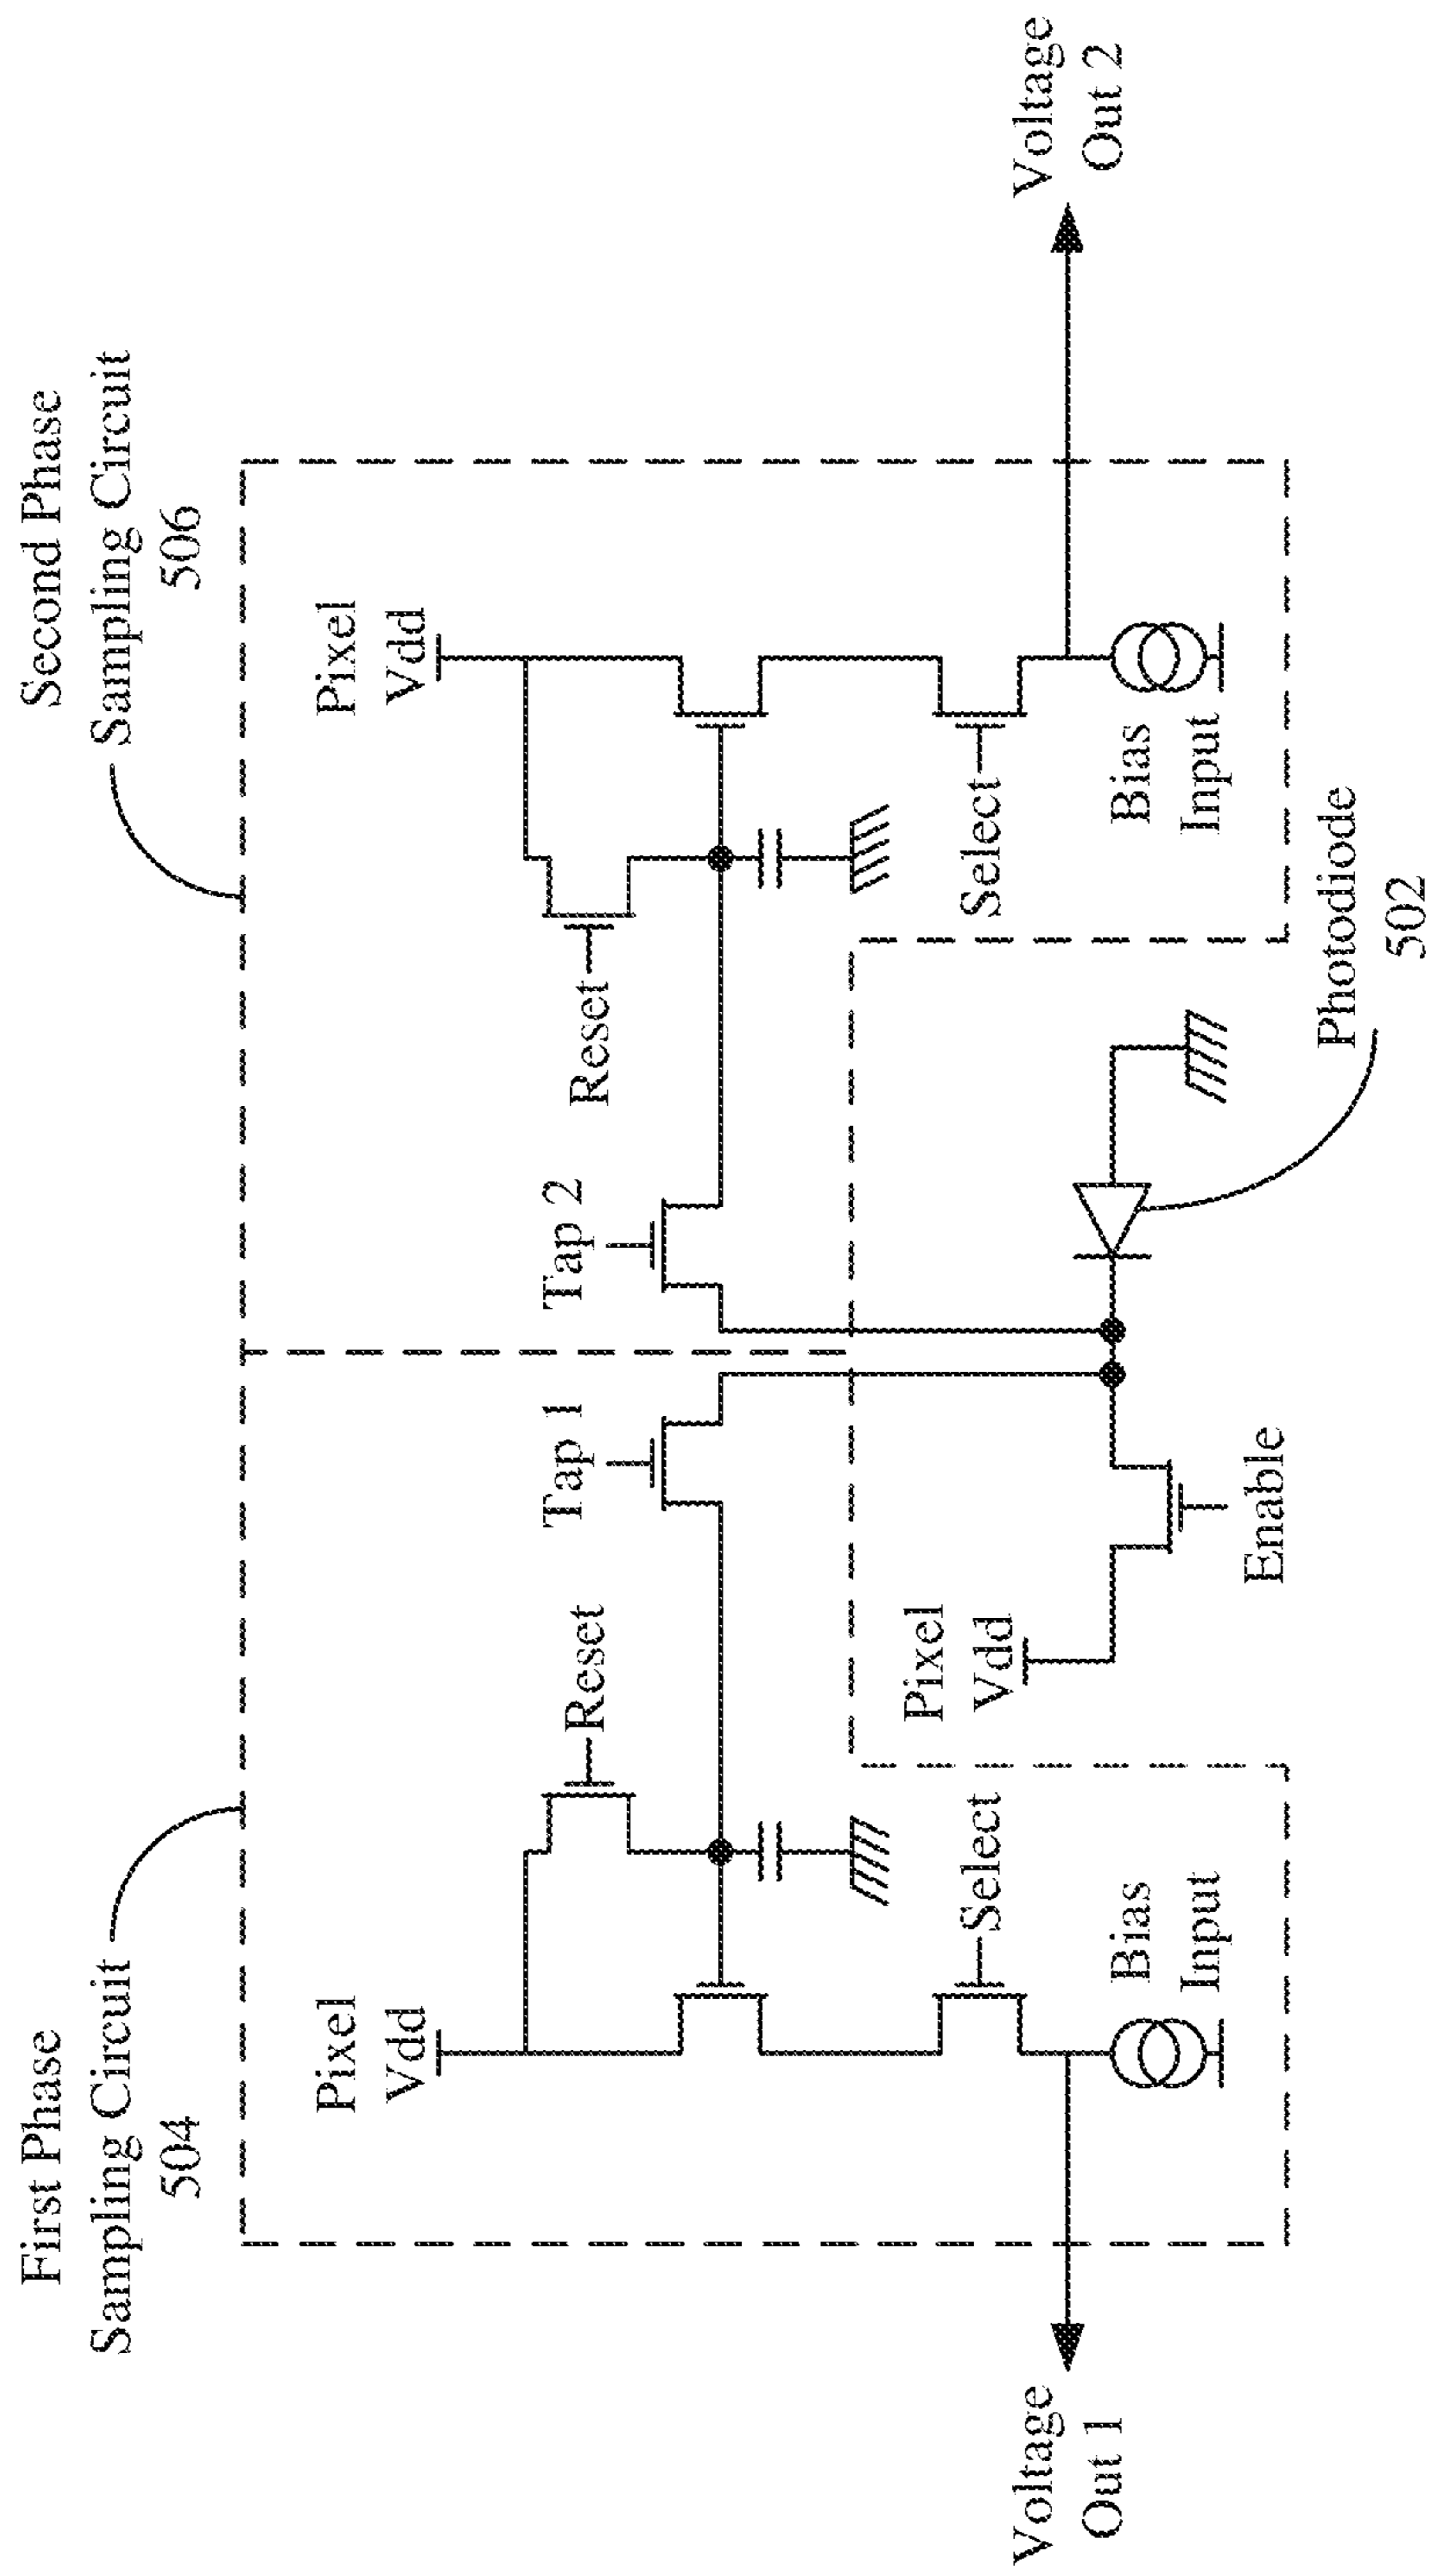 First Phase
Sampling Circuit
504
Second Phase
Sampling Circuit
506
Pixel
Vdd
Reset
Tap 1
Tap 2
Reset
Pixel
Vdd
Select
Bias
Input
Pixel
Vdd
Enable
Select
Bias
Input
Voltage
Out 1
Voltage
Out 2
Photodiode
502